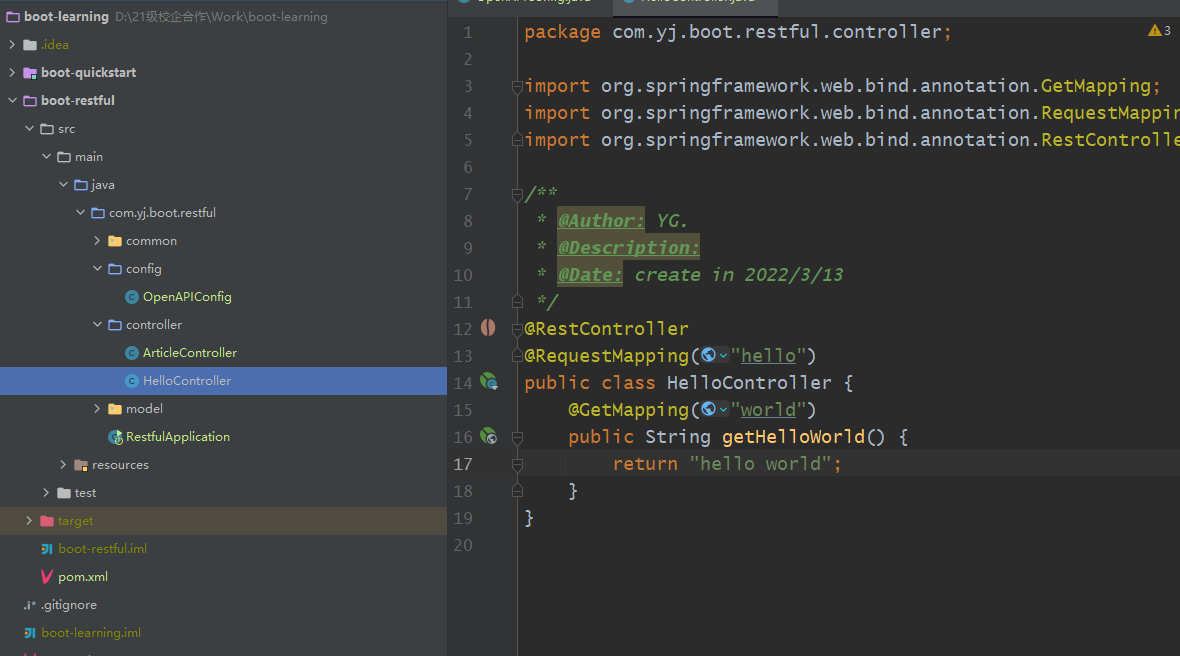 boot-learning D:\21级校企合作\Work\boot-learning
.idea
boot-quickstart
boot-restful
src
main
java
com.yj.boot.restful
common
config
OpenAPIConfig
controller
ArticleController
HelloController
model
RestfulApplication
resources
test
target
boot-restful.iml
pom.xml
.gitignore
boot-learning.iml
3
1 package com.yj.boot.restful.controller;
2
3 import org.springframework.web.bind.annotation.GetMapping;
4 import org.springframework.web.bind.annotation.RequestMappin
5 import org.springframework.web.bind.annotation.RestControlle
6
7 /**
8 * @Author: YG.
9 * @Description:
10 * @Date: create in 2022/3/13
11 */
12 @RestController
13 @RequestMapping("hello")
14 public class HelloController {
15 @GetMapping("world")
16 public String getHelloWorld() {
17 return "hello world";
18 }
19 }
20